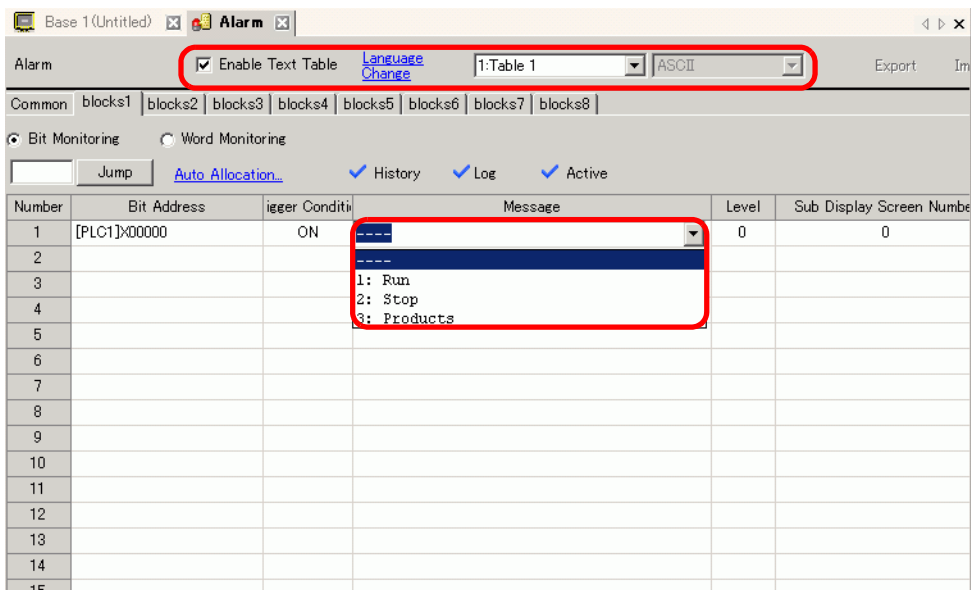 Base 1(Untitled) Alarm
Alarm Enable Text Table Language Change 1:Table 1 ASCII Export Im
Common blocks1 blocks2 blocks3 blocks4 blocks5 blocks6 blocks7 blocks8
Bit Monitoring Word Monitoring
Jump Auto Allocation... History Log Active
Number Bit Address igger Conditi Message Level Sub Display Screen Numbe
1 [PLC1]X00000 ON ---- 0 0
2 ----
3 1: Run
4 2: Stop
5 3: Products
6
7
8
9
10
11
12
13
14
15